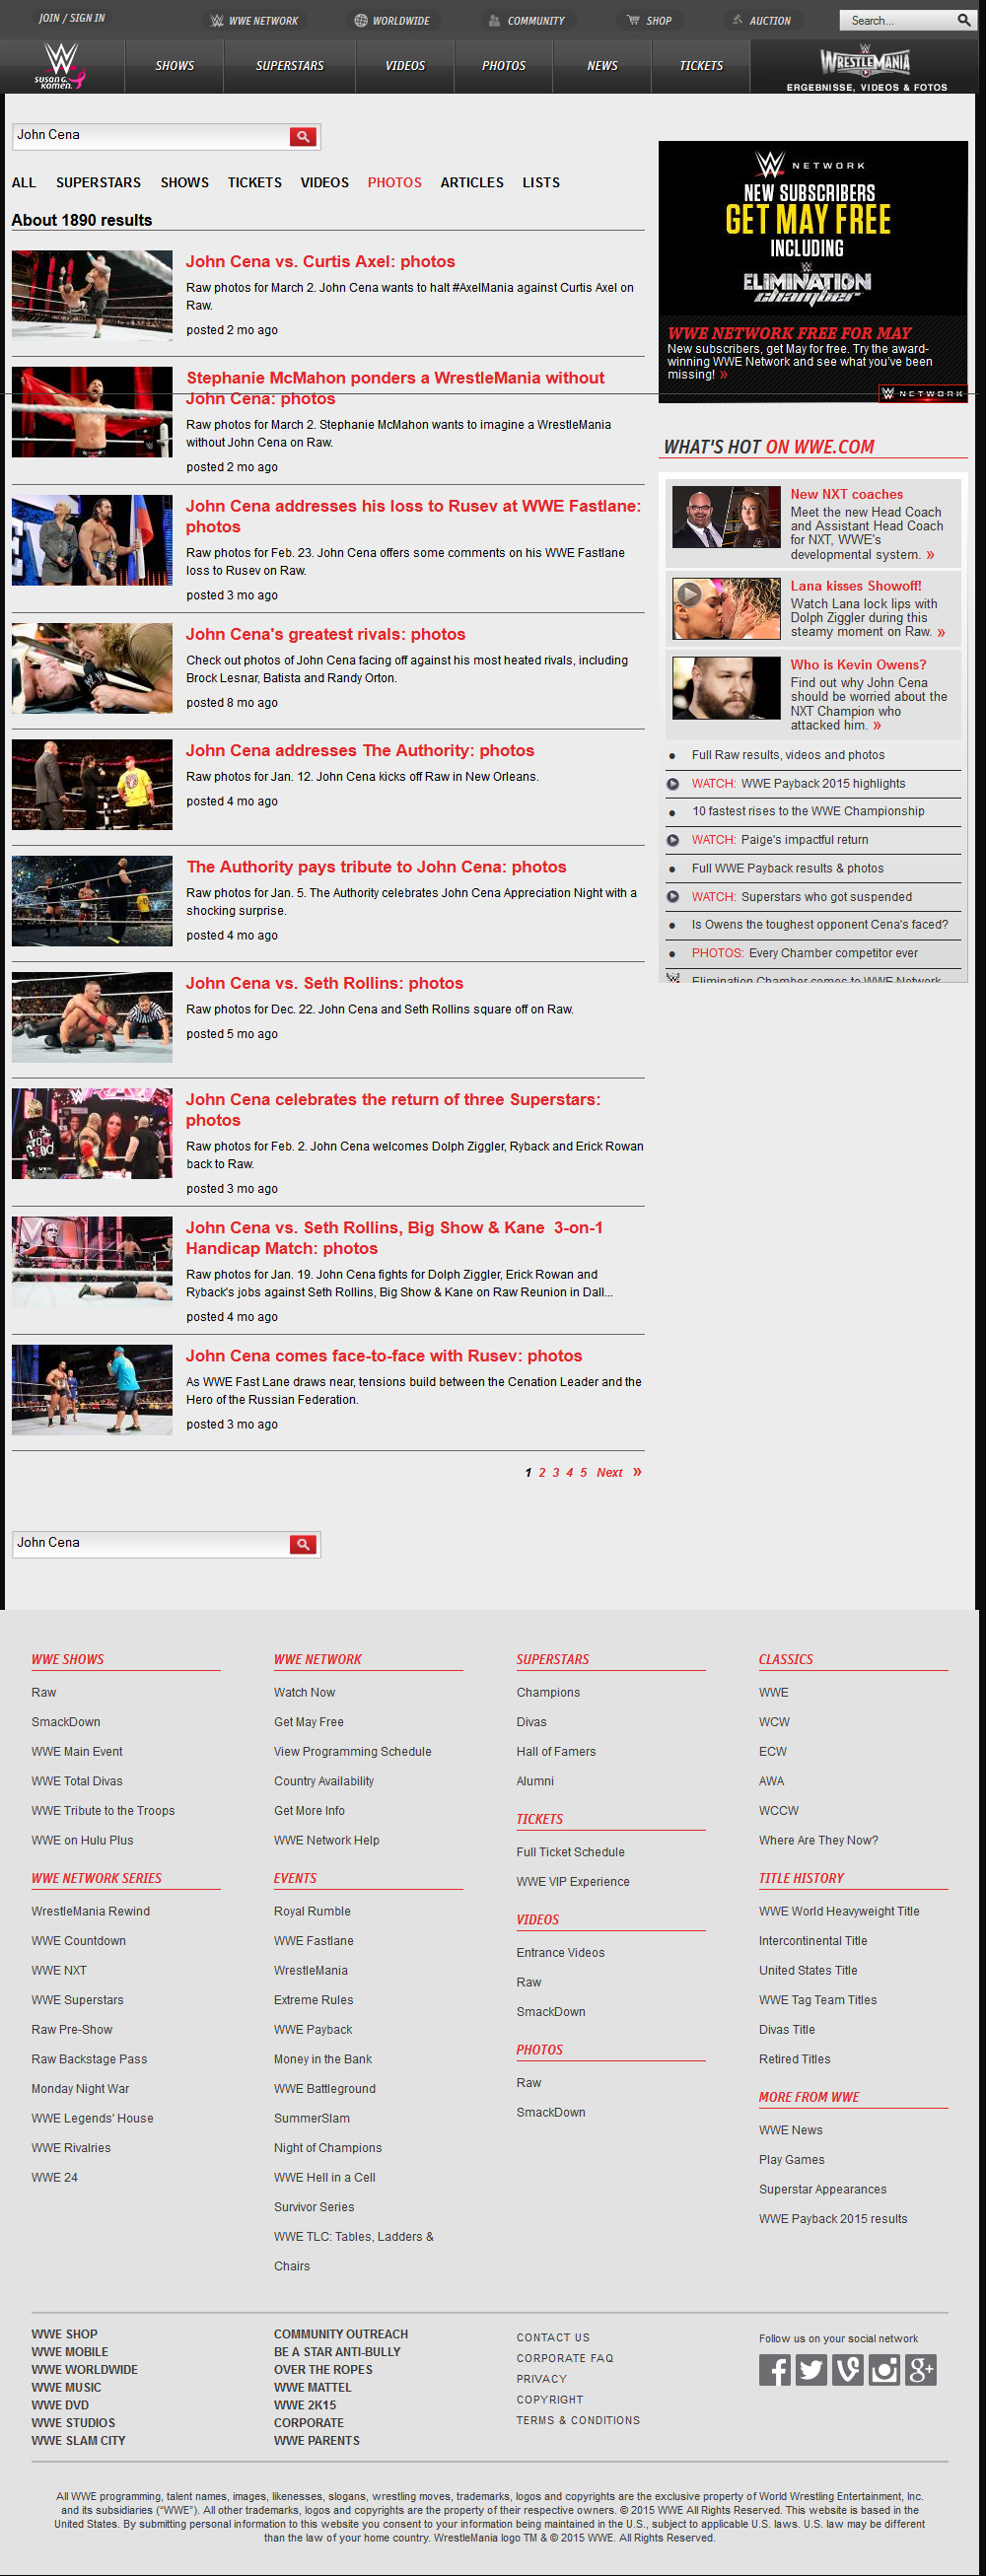 JOIN / SIGN IN
WWE NETWORK
WORLDWIDE
COMMUNITY
SHOP
AUCTION
Search...
SUSAN G.
Komen.
SHOWS
SUPERSTARS
VIDEOS
PHOTOS
NEWS
TICKETS
WRESTLEMANIA
ERGEBNISSE, VIDEOS & FOTOS
John Cena
ALL SUPERSTARS SHOWS TICKETS VIDEOS PHOTOS ARTICLES LISTS
About 1890 results
John Cena vs. Curtis Axel: photos
Raw photos for March 2. John Cena wants to halt #AxelMania against Curtis Axel on
Raw.
posted 2 mo ago
Stephanie McMahon ponders a WrestleMania without
John Cena: photos
Raw photos for March 2. Stephanie McMahon wants to imagine a WrestleMania
without John Cena on Raw.
posted 2 mo ago
John Cena addresses his loss to Rusev at WWE Fastlane:
photos
Raw photos for Feb. 23. John Cena offers some comments on his WWE Fastlane
loss to Rusev on Raw.
posted 3 mo ago
John Cena's greatest rivals: photos
Check out photos of John Cena facing off against his most heated rivals, including
Brock Lesnar, Batista and Randy Orton.
posted 8 mo ago
John Cena addresses The Authority: photos
Raw photos for Jan. 12. John Cena kicks off Raw in New Orleans.
posted 4 mo ago
The Authority pays tribute to John Cena: photos
Raw photos for Jan. 5. The Authority celebrates John Cena Appreciation Night with a
shocking surprise.
posted 4 mo ago
John Cena vs. Seth Rollins: photos
Raw photos for Dec. 22. John Cena and Seth Rollins square off on Raw.
posted 5 mo ago
John Cena celebrates the return of three Superstars:
photos
Raw photos for Feb. 2. John Cena welcomes Dolph Ziggler, Ryback and Erick Rowan
back to Raw.
posted 3 mo ago
John Cena vs. Seth Rollins, Big Show & Kane 3-on-1
Handicap Match: photos
Raw photos for Jan. 19. John Cena fights for Dolph Ziggler, Erick Rowan and
Ryback's jobs against Seth Rollins, Big Show & Kane on Raw Reunion in Dall...
posted 4 mo ago
John Cena comes face-to-face with Rusev: photos
As WWE Fast Lane draws near, tensions build between the Cenation Leader and the
Hero of the Russian Federation.
posted 3 mo ago
1 2 3 4 5 Next »
John Cena
NETWORK
NEW SUBSCRIBERS
GET MAY FREE
INCLUDING
ELIMINATION
CHAMBER
WWE NETWORK FREE FOR MAY
New subscribers, get May for free. Try the award-
winning WWE Network and see what you've been
missing! »
NETWORK
WHAT'S HOT ON WWE.COM
New NXT coaches
Meet the new Head Coach
and Assistant Head Coach
for NXT, WWE's
developmental system. »
Lana kisses Showoff!
Watch Lana lock lips with
Dolph Ziggler during this
steamy moment on Raw. »
Who is Kevin Owens?
Find out why John Cena
should be worried about the
NXT Champion who
attacked him. »
Full Raw results, videos and photos
WATCH: WWE Payback 2015 highlights
10 fastest rises to the WWE Championship
WATCH: Paige's impactful return
Full WWE Payback results & photos
WATCH: Superstars who got suspended
Is Owens the toughest opponent Cena's faced?
PHOTOS: Every Chamber competitor ever
Elimination Chamber comes to WWE Network
WWE SHOWS
Raw
SmackDown
WWE Main Event
WWE Total Divas
WWE Tribute to the Troops
WWE on Hulu Plus
WWE NETWORK SERIES
WrestleMania Rewind
WWE Countdown
WWE NXT
WWE Superstars
Raw Pre-Show
Raw Backstage Pass
Monday Night War
WWE Legends' House
WWE Rivalries
WWE 24
WWE NETWORK
Watch Now
Get May Free
View Programming Schedule
Country Availability
Get More Info
WWE Network Help
EVENTS
Royal Rumble
WWE Fastlane
WrestleMania
Extreme Rules
WWE Payback
Money in the Bank
WWE Battleground
SummerSlam
Night of Champions
WWE Hell in a Cell
Survivor Series
WWE TLC: Tables, Ladders &
Chairs
SUPERSTARS
Champions
Divas
Hall of Famers
Alumni
TICKETS
Full Ticket Schedule
WWE VIP Experience
VIDEOS
Entrance Videos
Raw
SmackDown
PHOTOS
Raw
SmackDown
CLASSICS
WWE
WCW
ECW
AWA
WCCW
Where Are They Now?
TITLE HISTORY
WWE World Heavyweight Title
Intercontinental Title
United States Title
WWE Tag Team Titles
Divas Title
Retired Titles
MORE FROM WWE
WWE News
Play Games
Superstar Appearances
WWE Payback 2015 results
WWE SHOP
WWE MOBILE
WWE WORLDWIDE
WWE MUSIC
WWE DVD
WWE STUDIOS
WWE SLAM CITY
COMMUNITY OUTREACH
BE A STAR ANTI-BULLY
OVER THE ROPES
WWE MATTEL
WWE 2K15
CORPORATE
WWE PARENTS
CONTACT US
CORPORATE FAQ
PRIVACY
COPYRIGHT
TERMS & CONDITIONS
Follow us on your social network
All WWE programming, talent names, images, likenesses, slogans, wrestling moves, trademarks, logos and copyrights are the exclusive property of World Wrestling Entertainment, Inc.
and its subsidiaries (“WWE”). All other trademarks, logos and copyrights are the property of their respective owners. © 2015 WWE All Rights Reserved. This website is based in the
United States. By submitting personal information to this website you consent to your information being maintained in the U.S., subject to applicable U.S. laws. U.S. law may be different
than the law of your home country. WrestleMania logo TM & © 2015 WWE. All Rights Reserved.